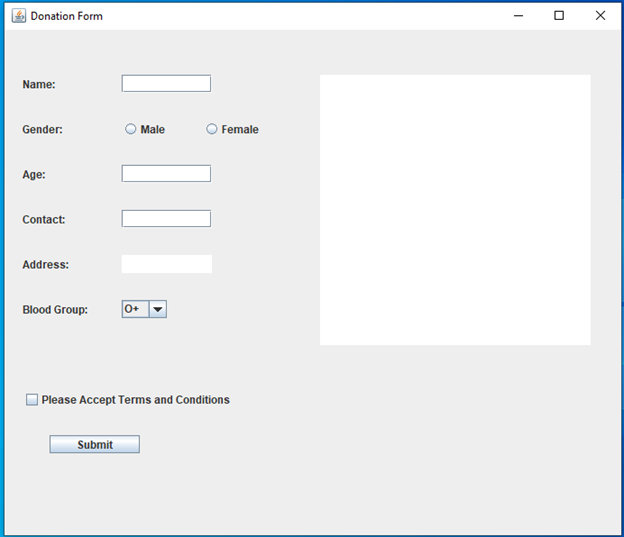 Donation Form
Name:
Gender: Male Female
Age:
Contact:
Address:
Blood Group: O+
Please Accept Terms and Conditions
Submit